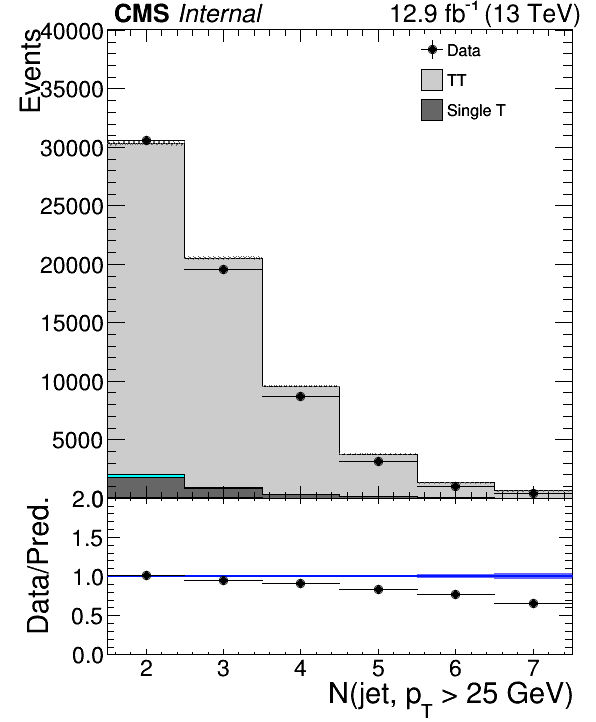 CMS Internal 12.9 fb⁻¹ (13 TeV)
Events
40000
35000
30000
25000
20000
15000
10000
5000
Data
TT
Single T
Data/Pred.
2.0
1.5
1.0
0.5
0.0
2 3 4 5 6 7
N(jet, p_T > 25 GeV)